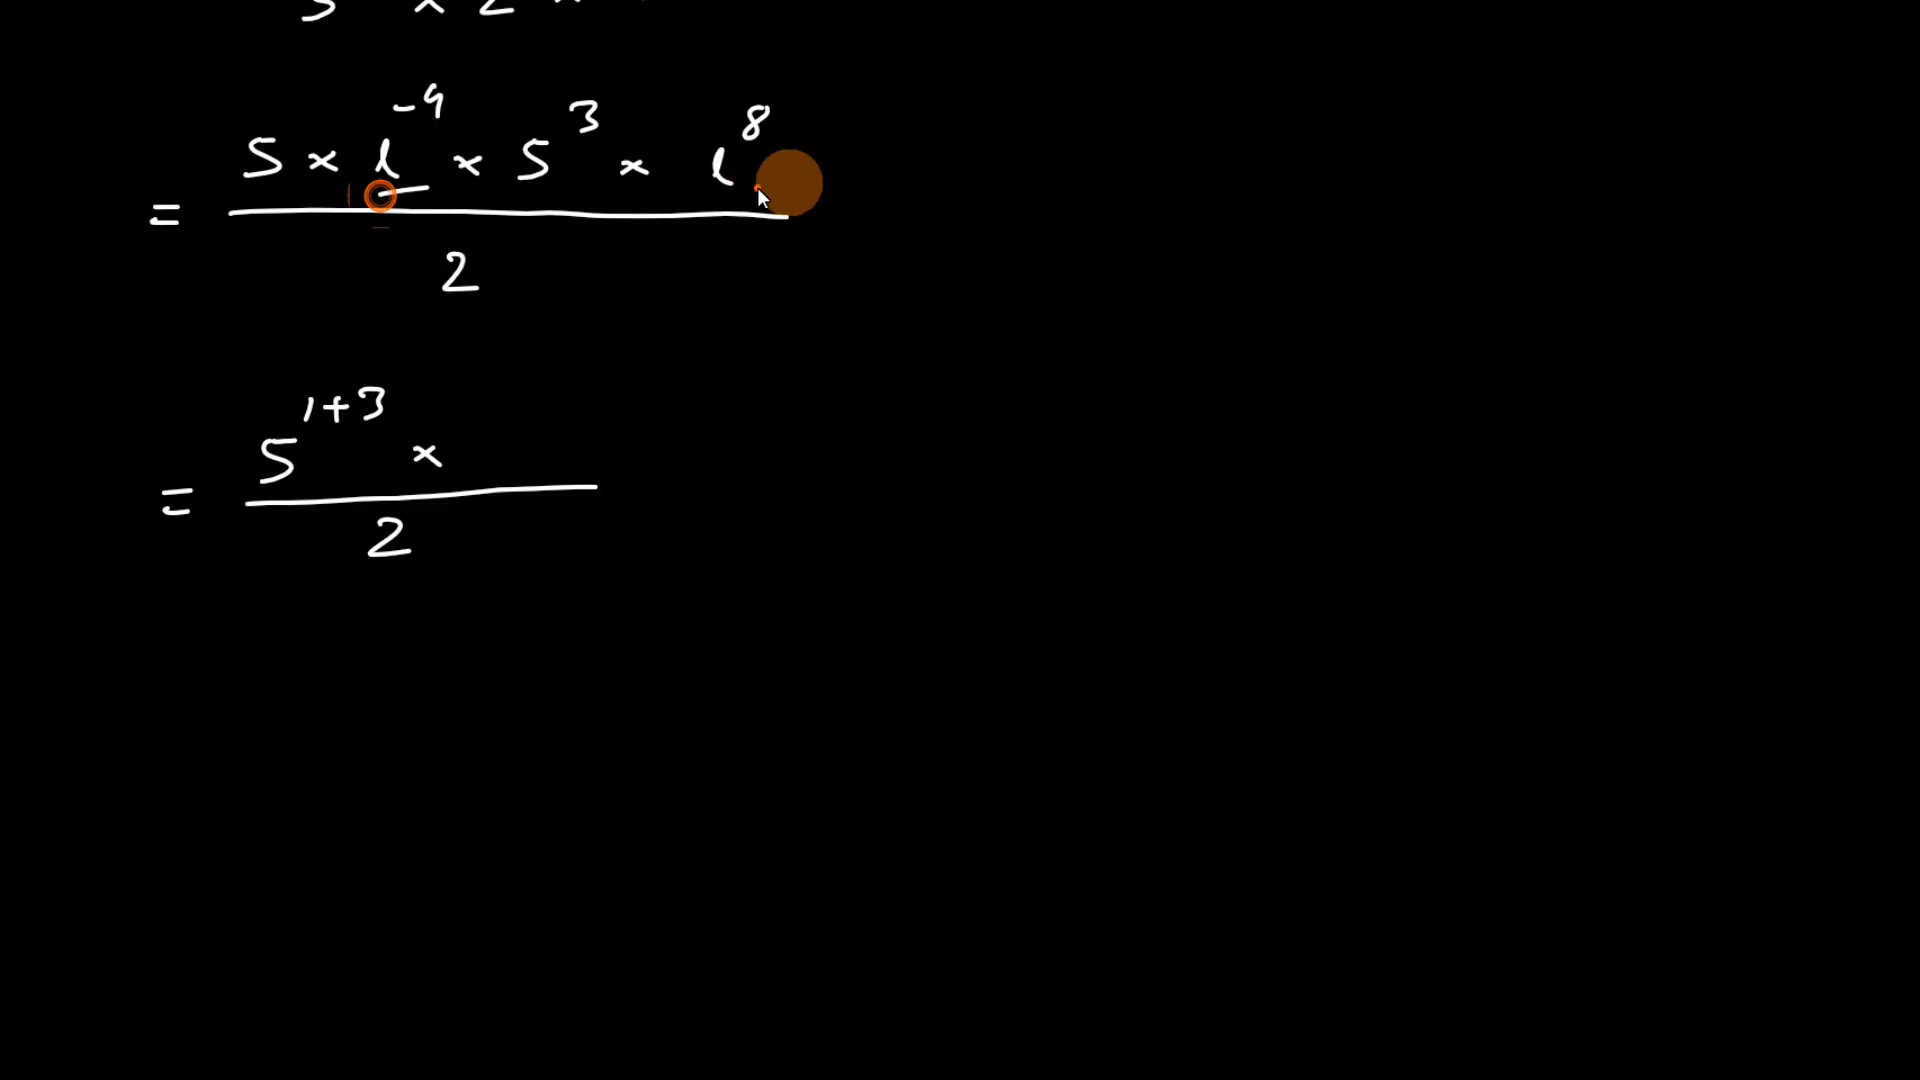 = 5 × l^-4 × 5^3 × l^8 / 2
= 5^1+3 × / 2